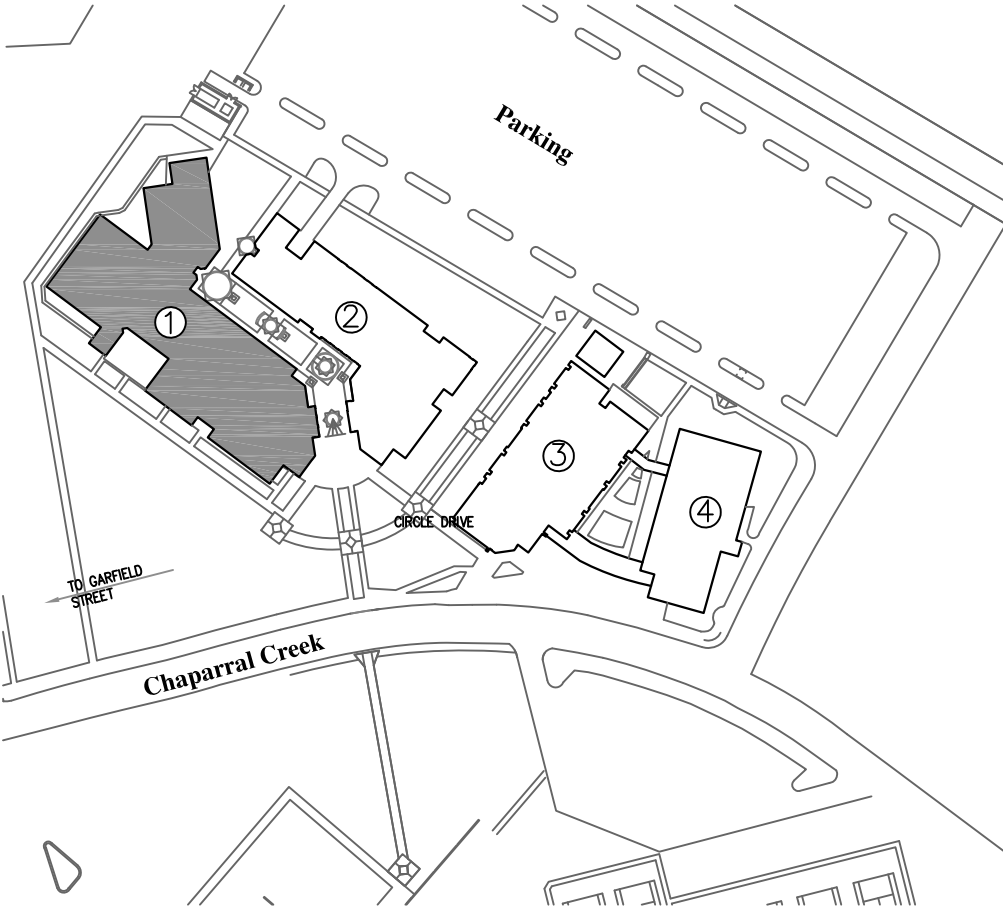 Parking
1
2
3
4
CIRCLE DRIVE
TO GARFIELD
STREET
Chaparral Creek